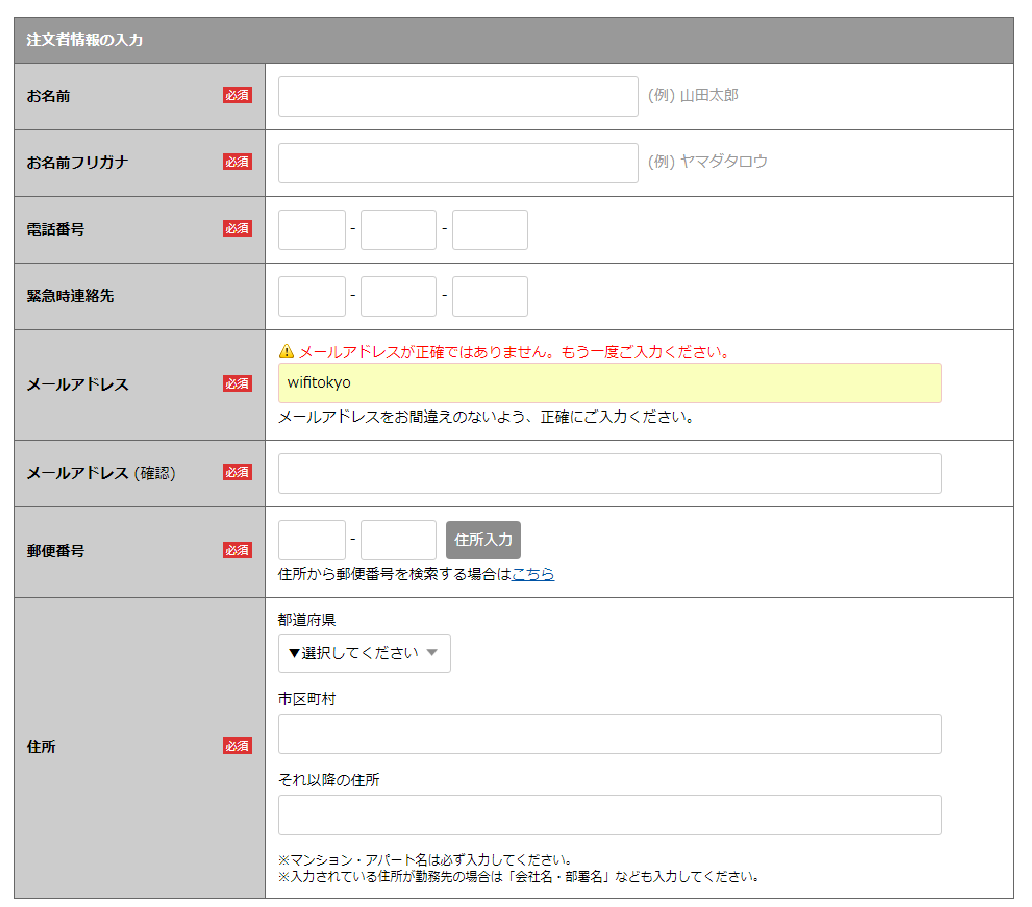 注文者情報の入力
お名前 必須 (例) 山田太郎
お名前フリガナ 必須 (例) ヤマダタロウ
電話番号 必須 - -
緊急時連絡先 - -
メールアドレスが正確ではありません。もう一度ご入力ください。
メールアドレス 必須 wifitokyo
メールアドレスをお間違えのないよう、正確にご入力ください。
メールアドレス (確認) 必須
郵便番号 必須 - 住所入力
住所から郵便番号を検索する場合はこちら
都道府県
▼選択してください
市区町村
住所 必須
それ以降の住所
※マンション・アパート名は必ず入力してください。
※入力されている住所が勤務先の場合は「会社名・部署名」なども入力してください。